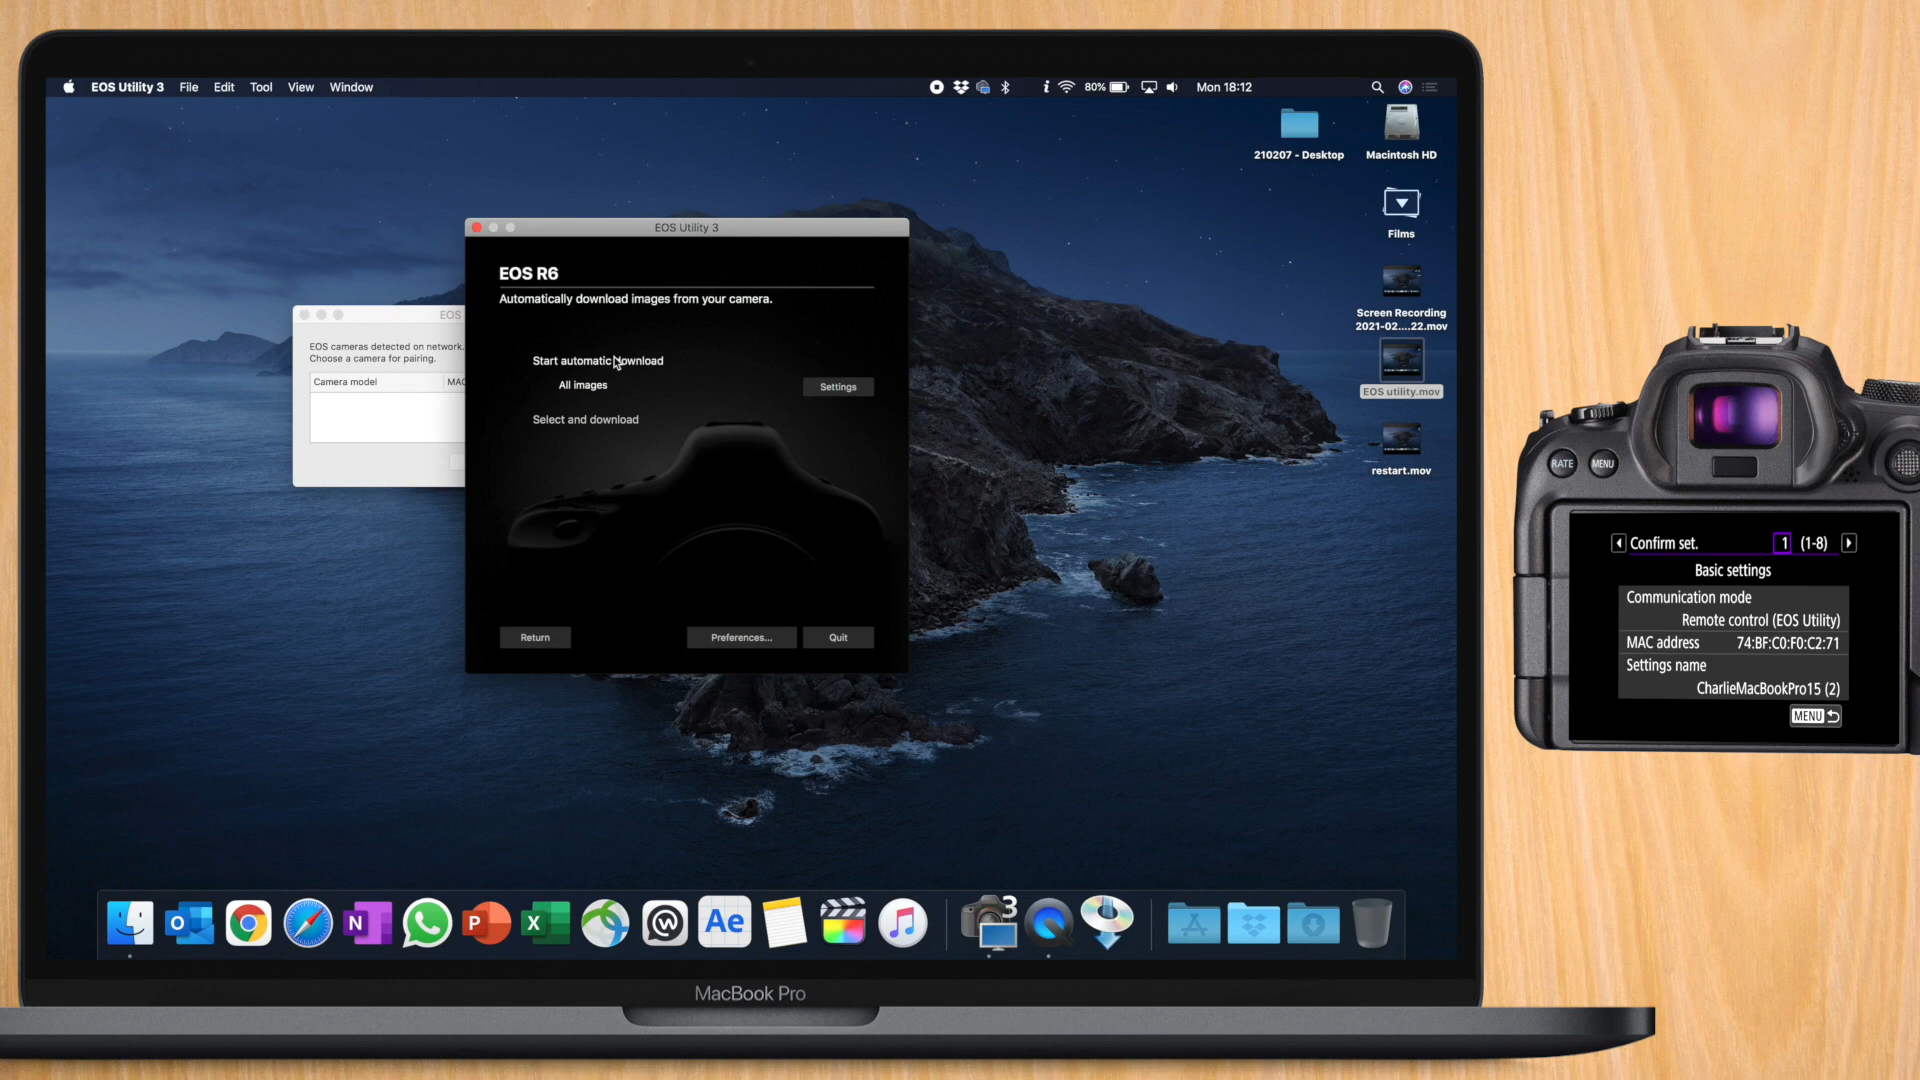 EOS Utility 3 File Edit Tool View Window
80% Mon 18:12
210207 - Desktop
Macintosh HD
Films
Screen Recording
2021-02....22.mov
EOS utility.mov
restart.mov
EOS
EOS cameras detected on network.
Choose a camera for pairing.
Camera model MAC
EOS Utility 3
EOS R6
Automatically download images from your camera.
Start automatic download
All images
Settings
Select and download
Return
Preferences...
Quit
O
N
P
X
Ae
3
MacBook Pro
RATE
MENU
Confirm set. 1 (1-8)
Basic settings
Communication mode
Remote control (EOS Utility)
MAC address 74:BF:C0:F0:C2:71
Settings name
CharlieMacBookPro15 (2)
MENU